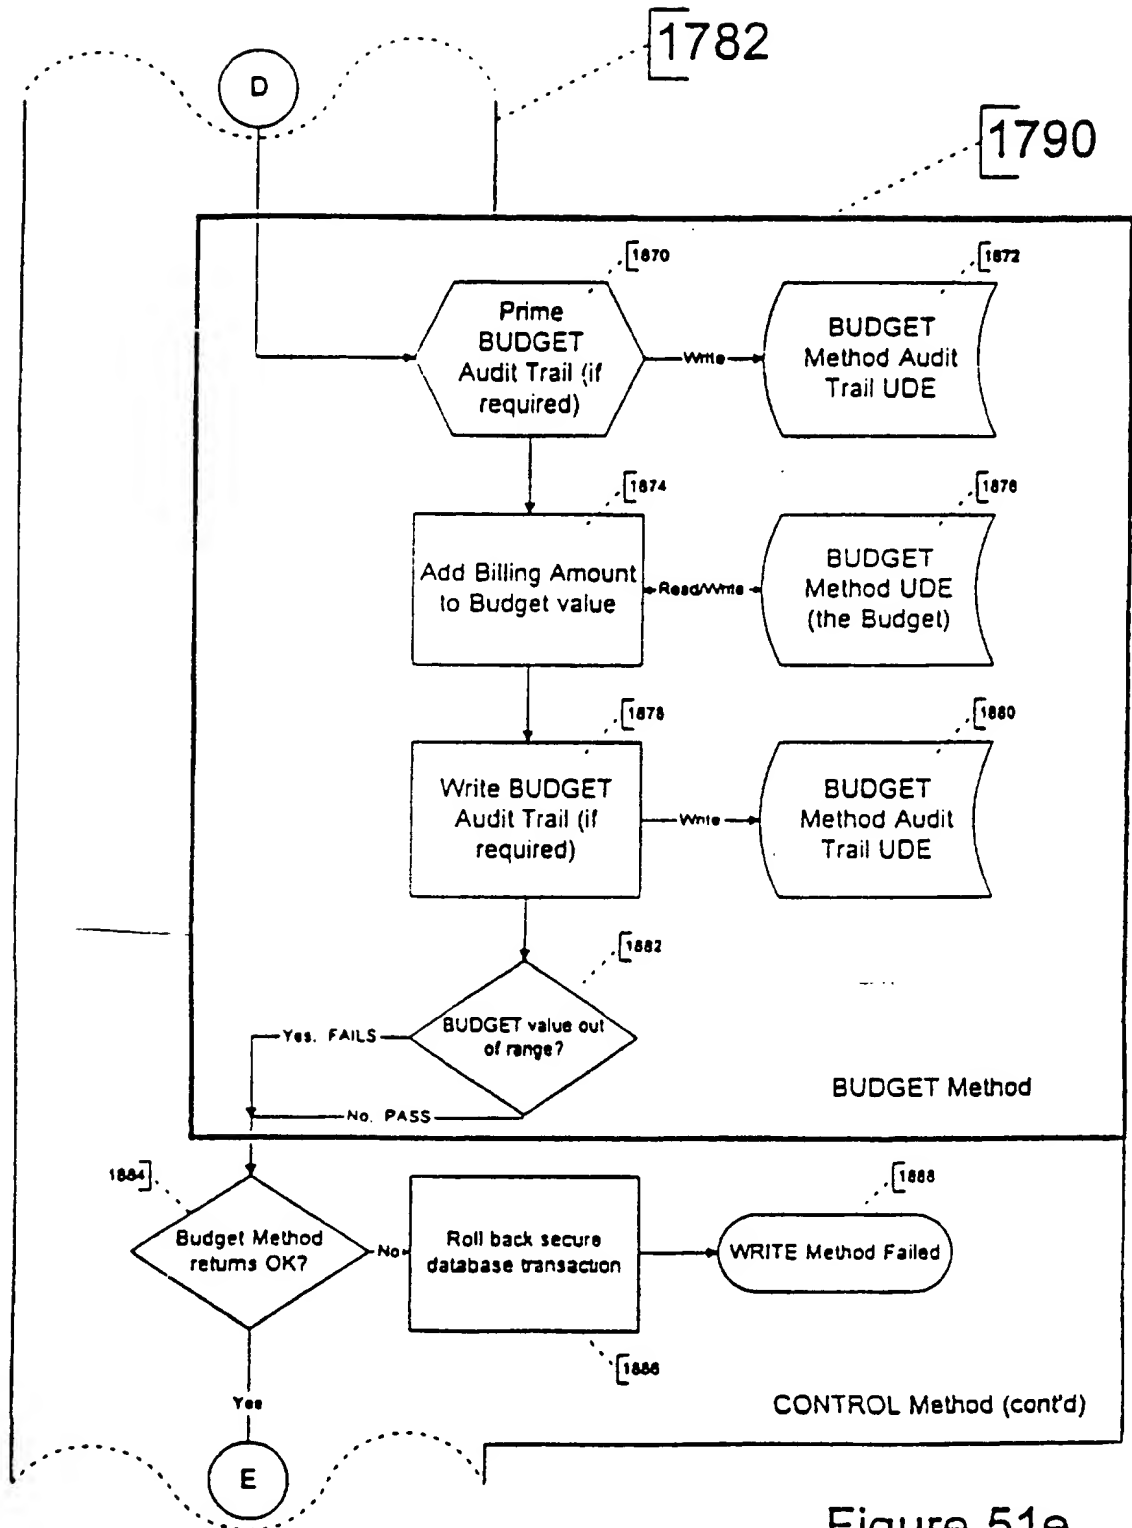 1782
D
1790
1870
1872
Prime
BUDGET
Audit Trail (if
required)
Write
BUDGET
Method Audit
Trail UDE
1874
1876
Add Billing Amount
to Budget value
Read/Write
BUDGET
Method UDE
(the Budget)
1878
1880
Write BUDGET
Audit Trail (if
required)
Write
BUDGET
Method Audit
Trail UDE
1882
BUDGET value out
of range?
Yes, FAILS
No, PASS
BUDGET Method
1884
1888
Budget Method
returns OK?
No
Roll back secure
database transaction
WRITE Method Failed
1886
Yes
CONTROL Method (cont'd)
E
Figure 51e